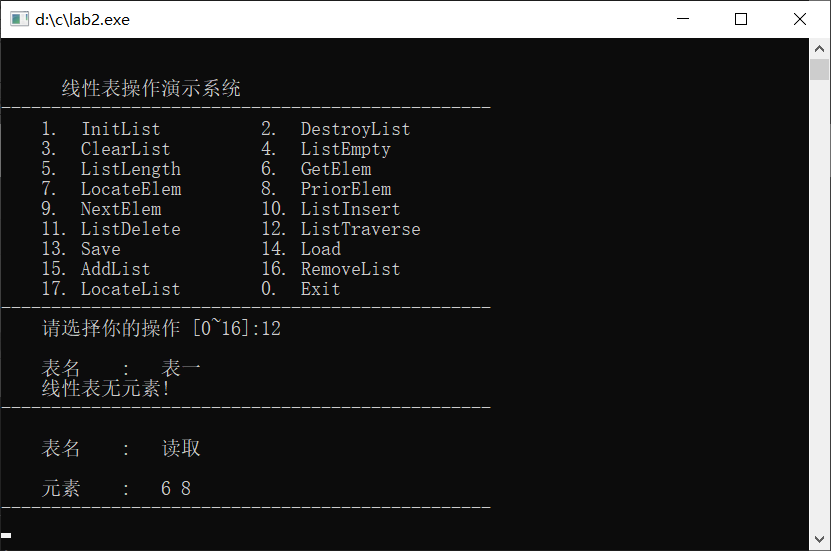 d:\c\lab2.exe
线性表操作演示系统
-------------------------------------------------
1. InitList 2. DestroyList
3. ClearList 4. ListEmpty
5. ListLength 6. GetElem
7. LocateElem 8. PriorElem
9. NextElem 10. ListInsert
11. ListDelete 12. ListTraverse
13. Save 14. Load
15. AddList 16. RemoveList
17. LocateList 0. Exit
-------------------------------------------------
请选择你的操作 [0~16]:12
表名 : 表一
线性表无元素!
-------------------------------------------------
表名 : 读取
元素 : 6 8
-------------------------------------------------